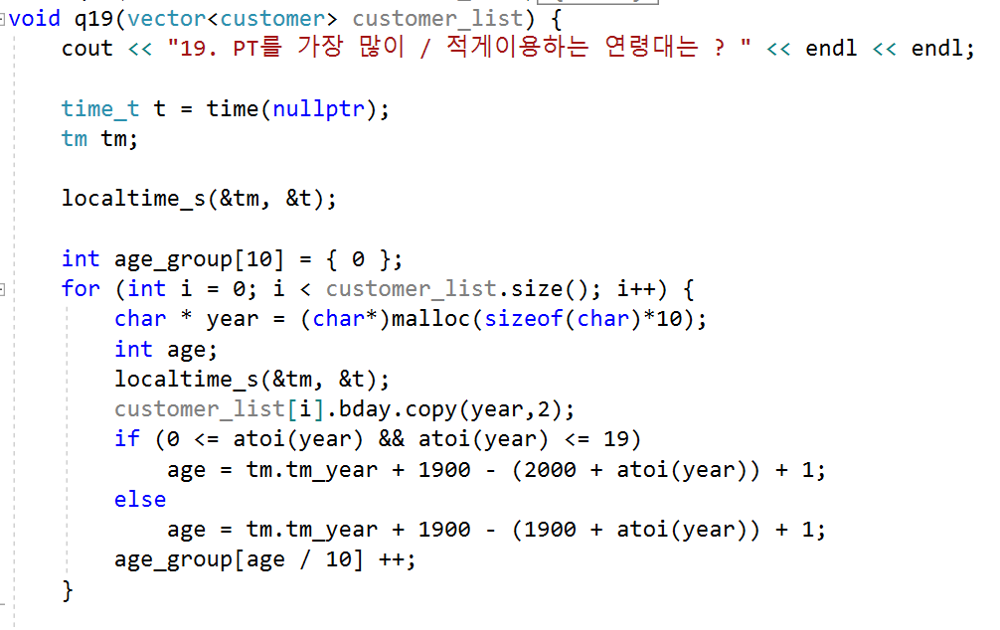 void q19(vector<customer> customer_list) {
cout << "19. PT를 가장 많이 / 적게이용하는 연령대는 ? " << endl << endl;
time_t t = time(nullptr);
tm tm;
localtime_s(&tm, &t);
int age_group[10] = { 0 };
for (int i = 0; i < customer_list.size(); i++) {
char * year = (char*)malloc(sizeof(char)*10);
int age;
localtime_s(&tm, &t);
customer_list[i].bday.copy(year,2);
if (0 <= atoi(year) && atoi(year) <= 19)
age = tm.tm_year + 1900 - (2000 + atoi(year)) + 1;
else
age = tm.tm_year + 1900 - (1900 + atoi(year)) + 1;
age_group[age / 10] ++;
}